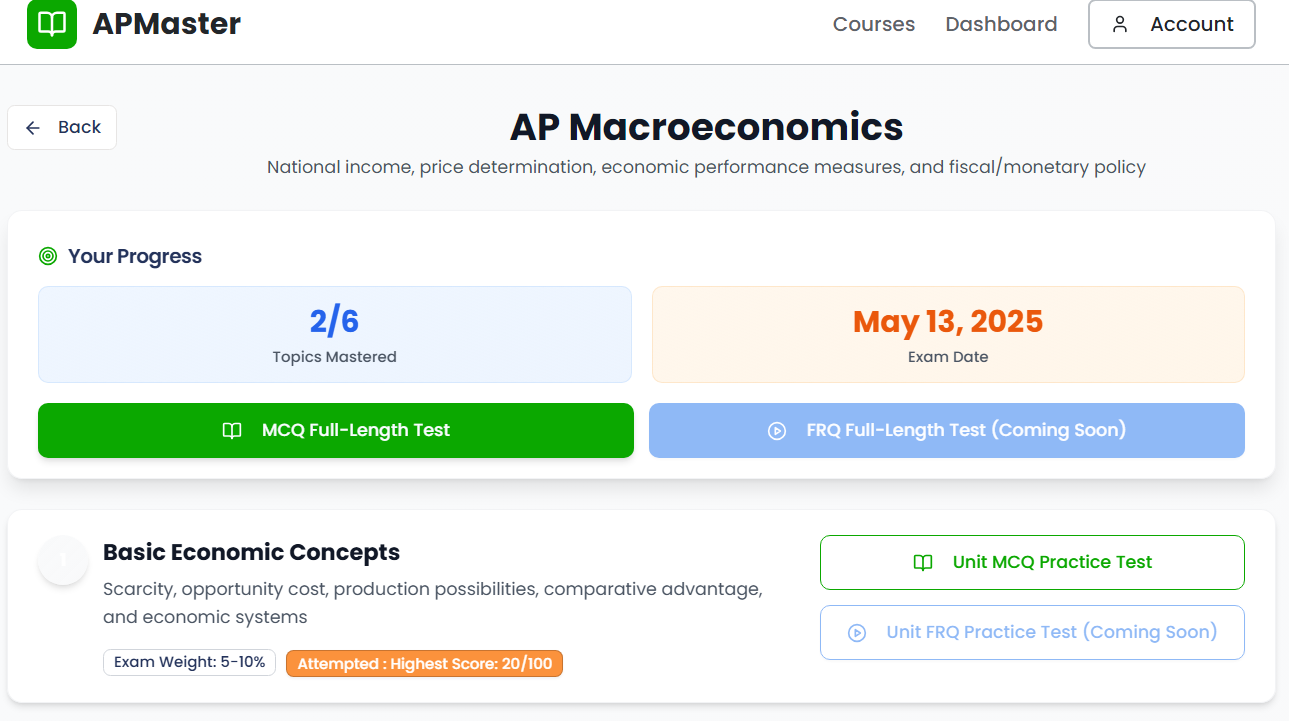 APMaster
Courses
Dashboard
Account
Back
AP Macroeconomics
National income, price determination, economic performance measures, and fiscal/monetary policy
Your Progress
2/6
Topics Mastered
May 13, 2025
Exam Date
MCQ Full-Length Test
FRQ Full-Length Test (Coming Soon)
1
Basic Economic Concepts
Scarcity, opportunity cost, production possibilities, comparative advantage,
and economic systems
Exam Weight: 5-10%
Attempted : Highest Score: 20/100
Unit MCQ Practice Test
Unit FRQ Practice Test (Coming Soon)